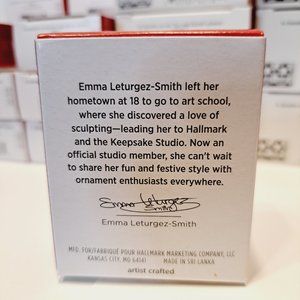 Emma Leturgez-Smith left her
hometown at 18 to go to art school,
where she discovered a love of
sculpting—leading her to Hallmark
and the Keepsake Studio. Now an
official studio member, she can't wait
to share her fun and festive style with
ornament enthusiasts everywhere.
Emma Leturgez
Smith
Emma Leturgez-Smith
MFD. FOR/FABRIQUÉ POUR HALLMARK MARKETING COMPANY, LLC
KANSAS CITY, MO 64141 MADE IN SRI LANKA
artist crafted